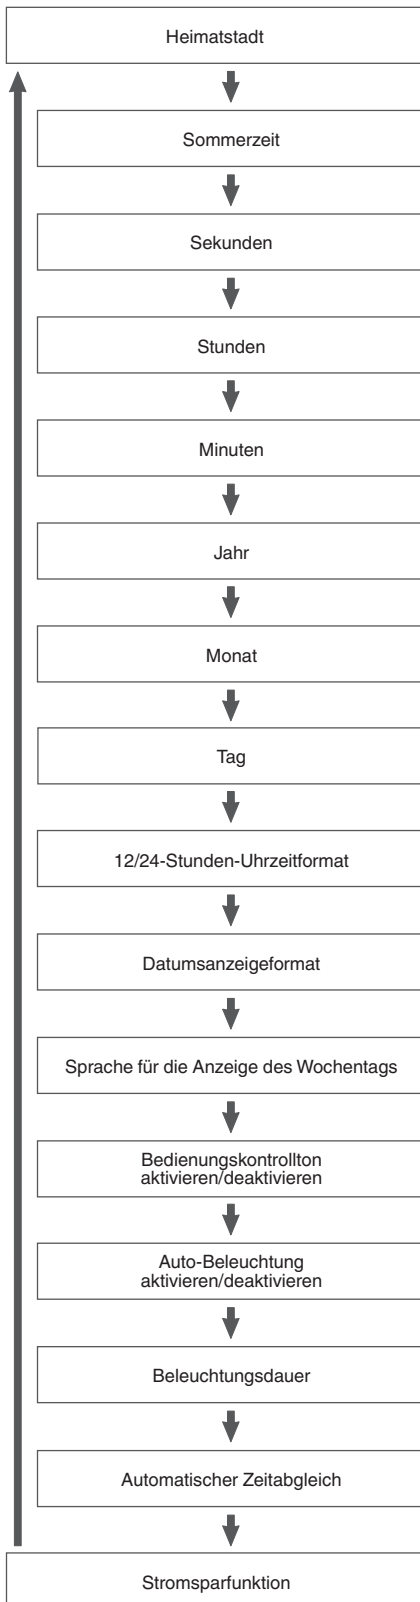 Heimatstadt
Sommerzeit
Sekunden
Stunden
Minuten
Jahr
Monat
Tag
12/24-Stunden-Uhrzeitformat
Datumsanzeigeformat
Sprache für die Anzeige des Wochentags
Bedienungskontrollton
aktivieren/deaktivieren
Auto-Beleuchtung
aktivieren/deaktivieren
Beleuchtungsdauer
Automatischer Zeitabgleich
Stromsparfunktion